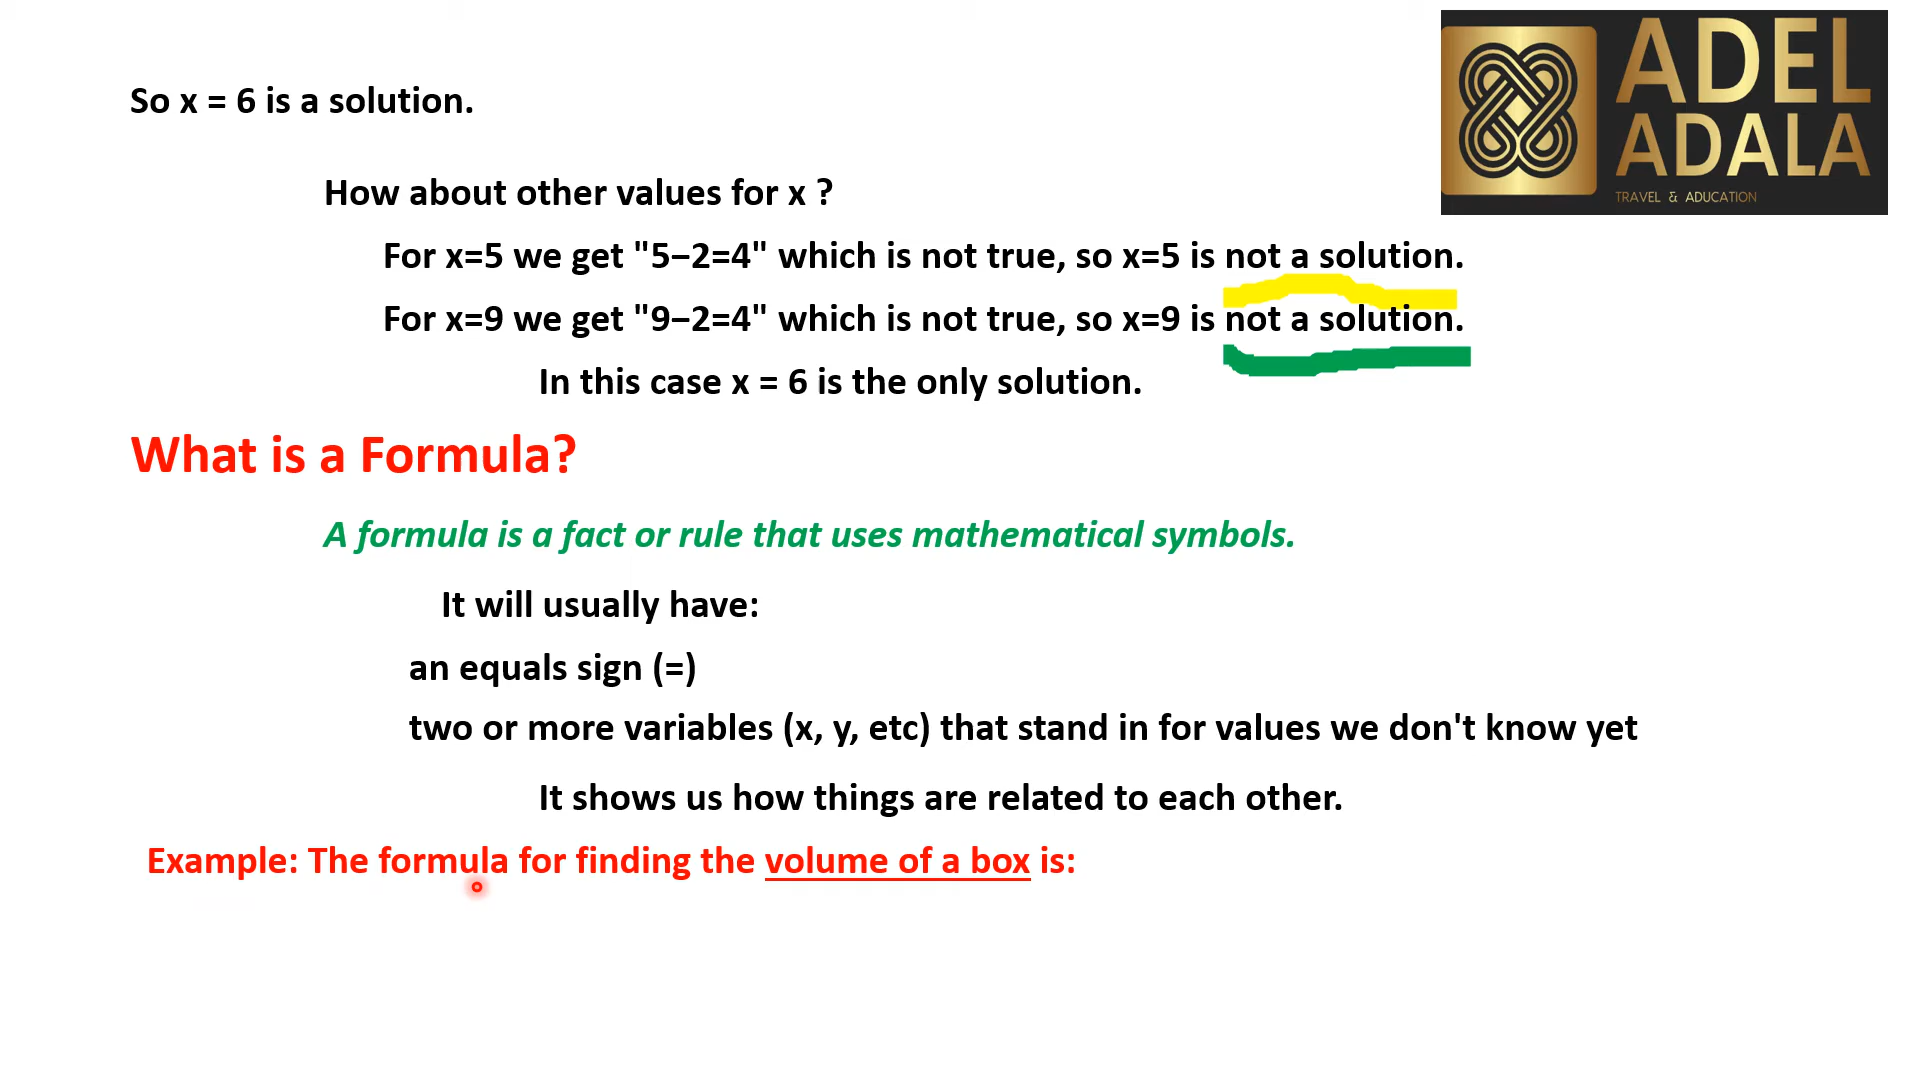 So x = 6 is a solution.
ADEL
ADALA
TRAVEL & ADUCATION
How about other values for x ?
For x=5 we get "5−2=4" which is not true, so x=5 is not a solution.
For x=9 we get "9−2=4" which is not true, so x=9 is not a solution.
In this case x = 6 is the only solution.
What is a Formula?
A formula is a fact or rule that uses mathematical symbols.
It will usually have:
an equals sign (=)
two or more variables (x, y, etc) that stand in for values we don't know yet
It shows us how things are related to each other.
Example: The formula for finding the volume of a box is: